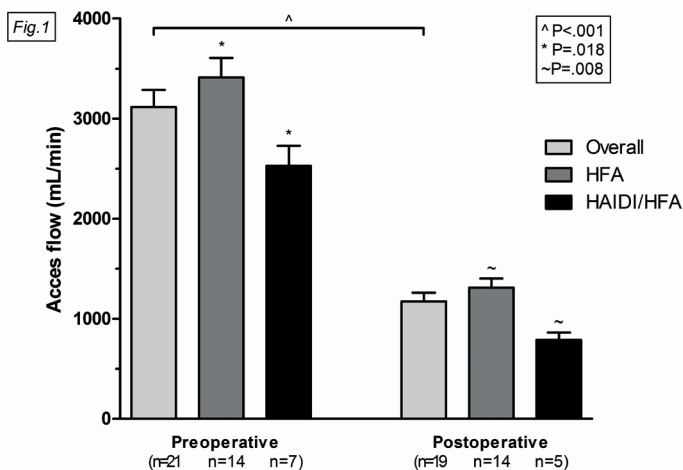 Fig.1
^ P<.001
* P=.018
~P=.008
^
*
*
~
~
Overall
HFA
HAIDI/HFA
Acces flow (mL/min)
4000
3000
2000
1000
0
Preoperative
Postoperative
(n=21 n=14 n=7)
(n=19 n=14 n=5)